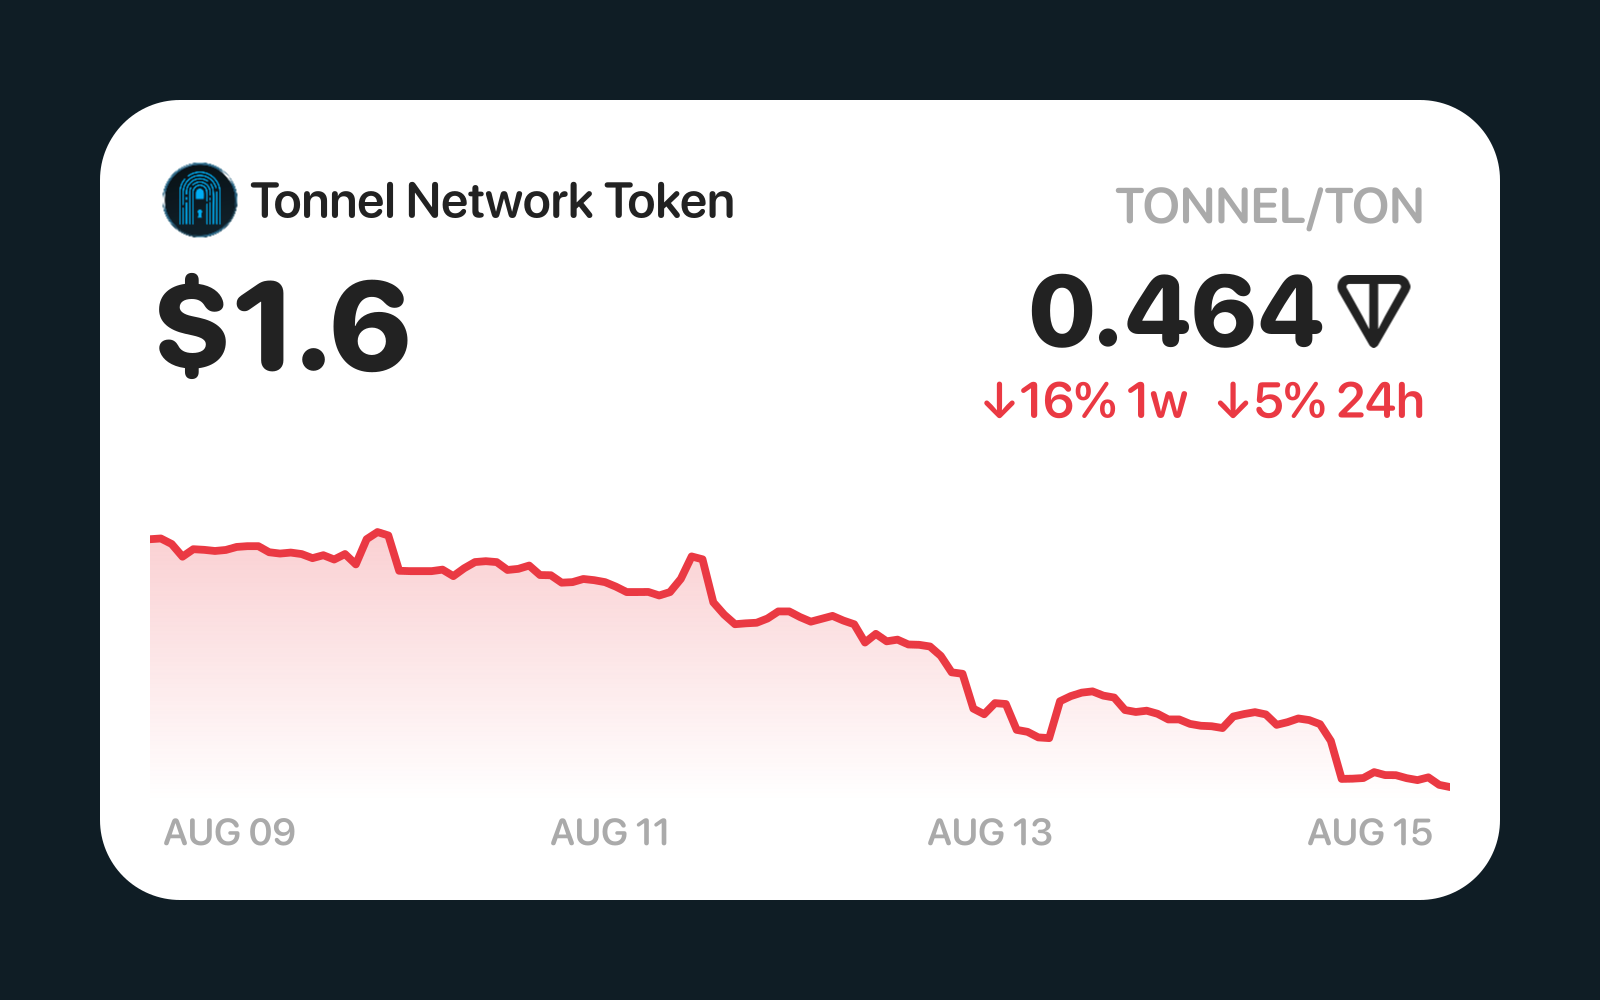 Tonnel Network Token
TONNEL/TON
$1.6
0.464
↓16% 1w ↓5% 24h
AUG 09 AUG 11 AUG 13 AUG 15